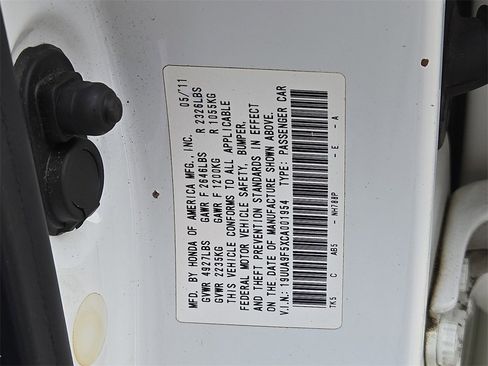 MFD. BY HONDA OF AMERICA MFG., INC. 05/11
GVWR 4927LBS GAWR F 2646LBS R 2326LBS
GVWR 2235KG GAWR F 1200KG R 1055KG
THIS VEHICLE CONFORMS TO ALL APPLICABLE
FEDERAL MOTOR VEHICLE SAFETY, BUMPER,
AND THEFT PREVENTION STANDARDS IN EFFECT
ON THE DATE OF MANUFACTURE SHOWN ABOVE.
V.I.N.: 19UUA9F5XCA001954 TYPE: PASSENGER CAR
TK5 C AB5 - NH788P - E - A